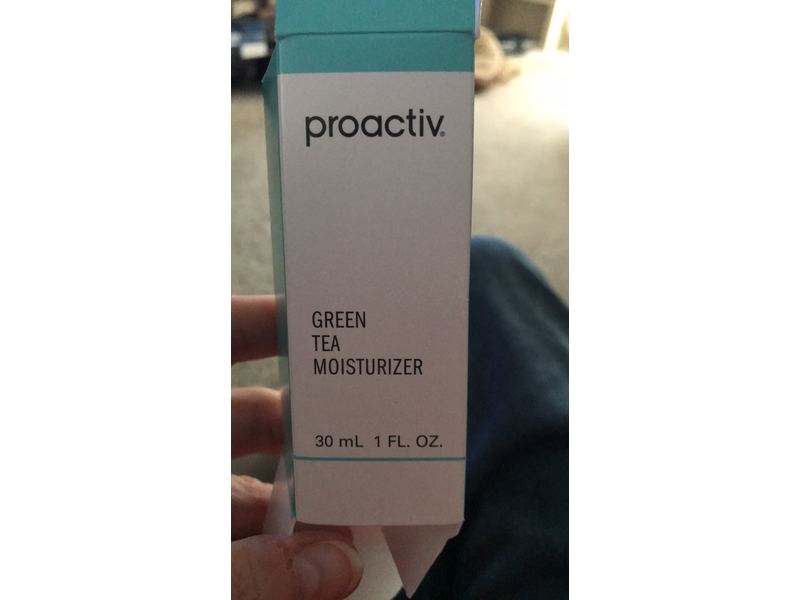 proactiv®
GREEN
TEA
MOISTURIZER
30 mL 1 FL. OZ.